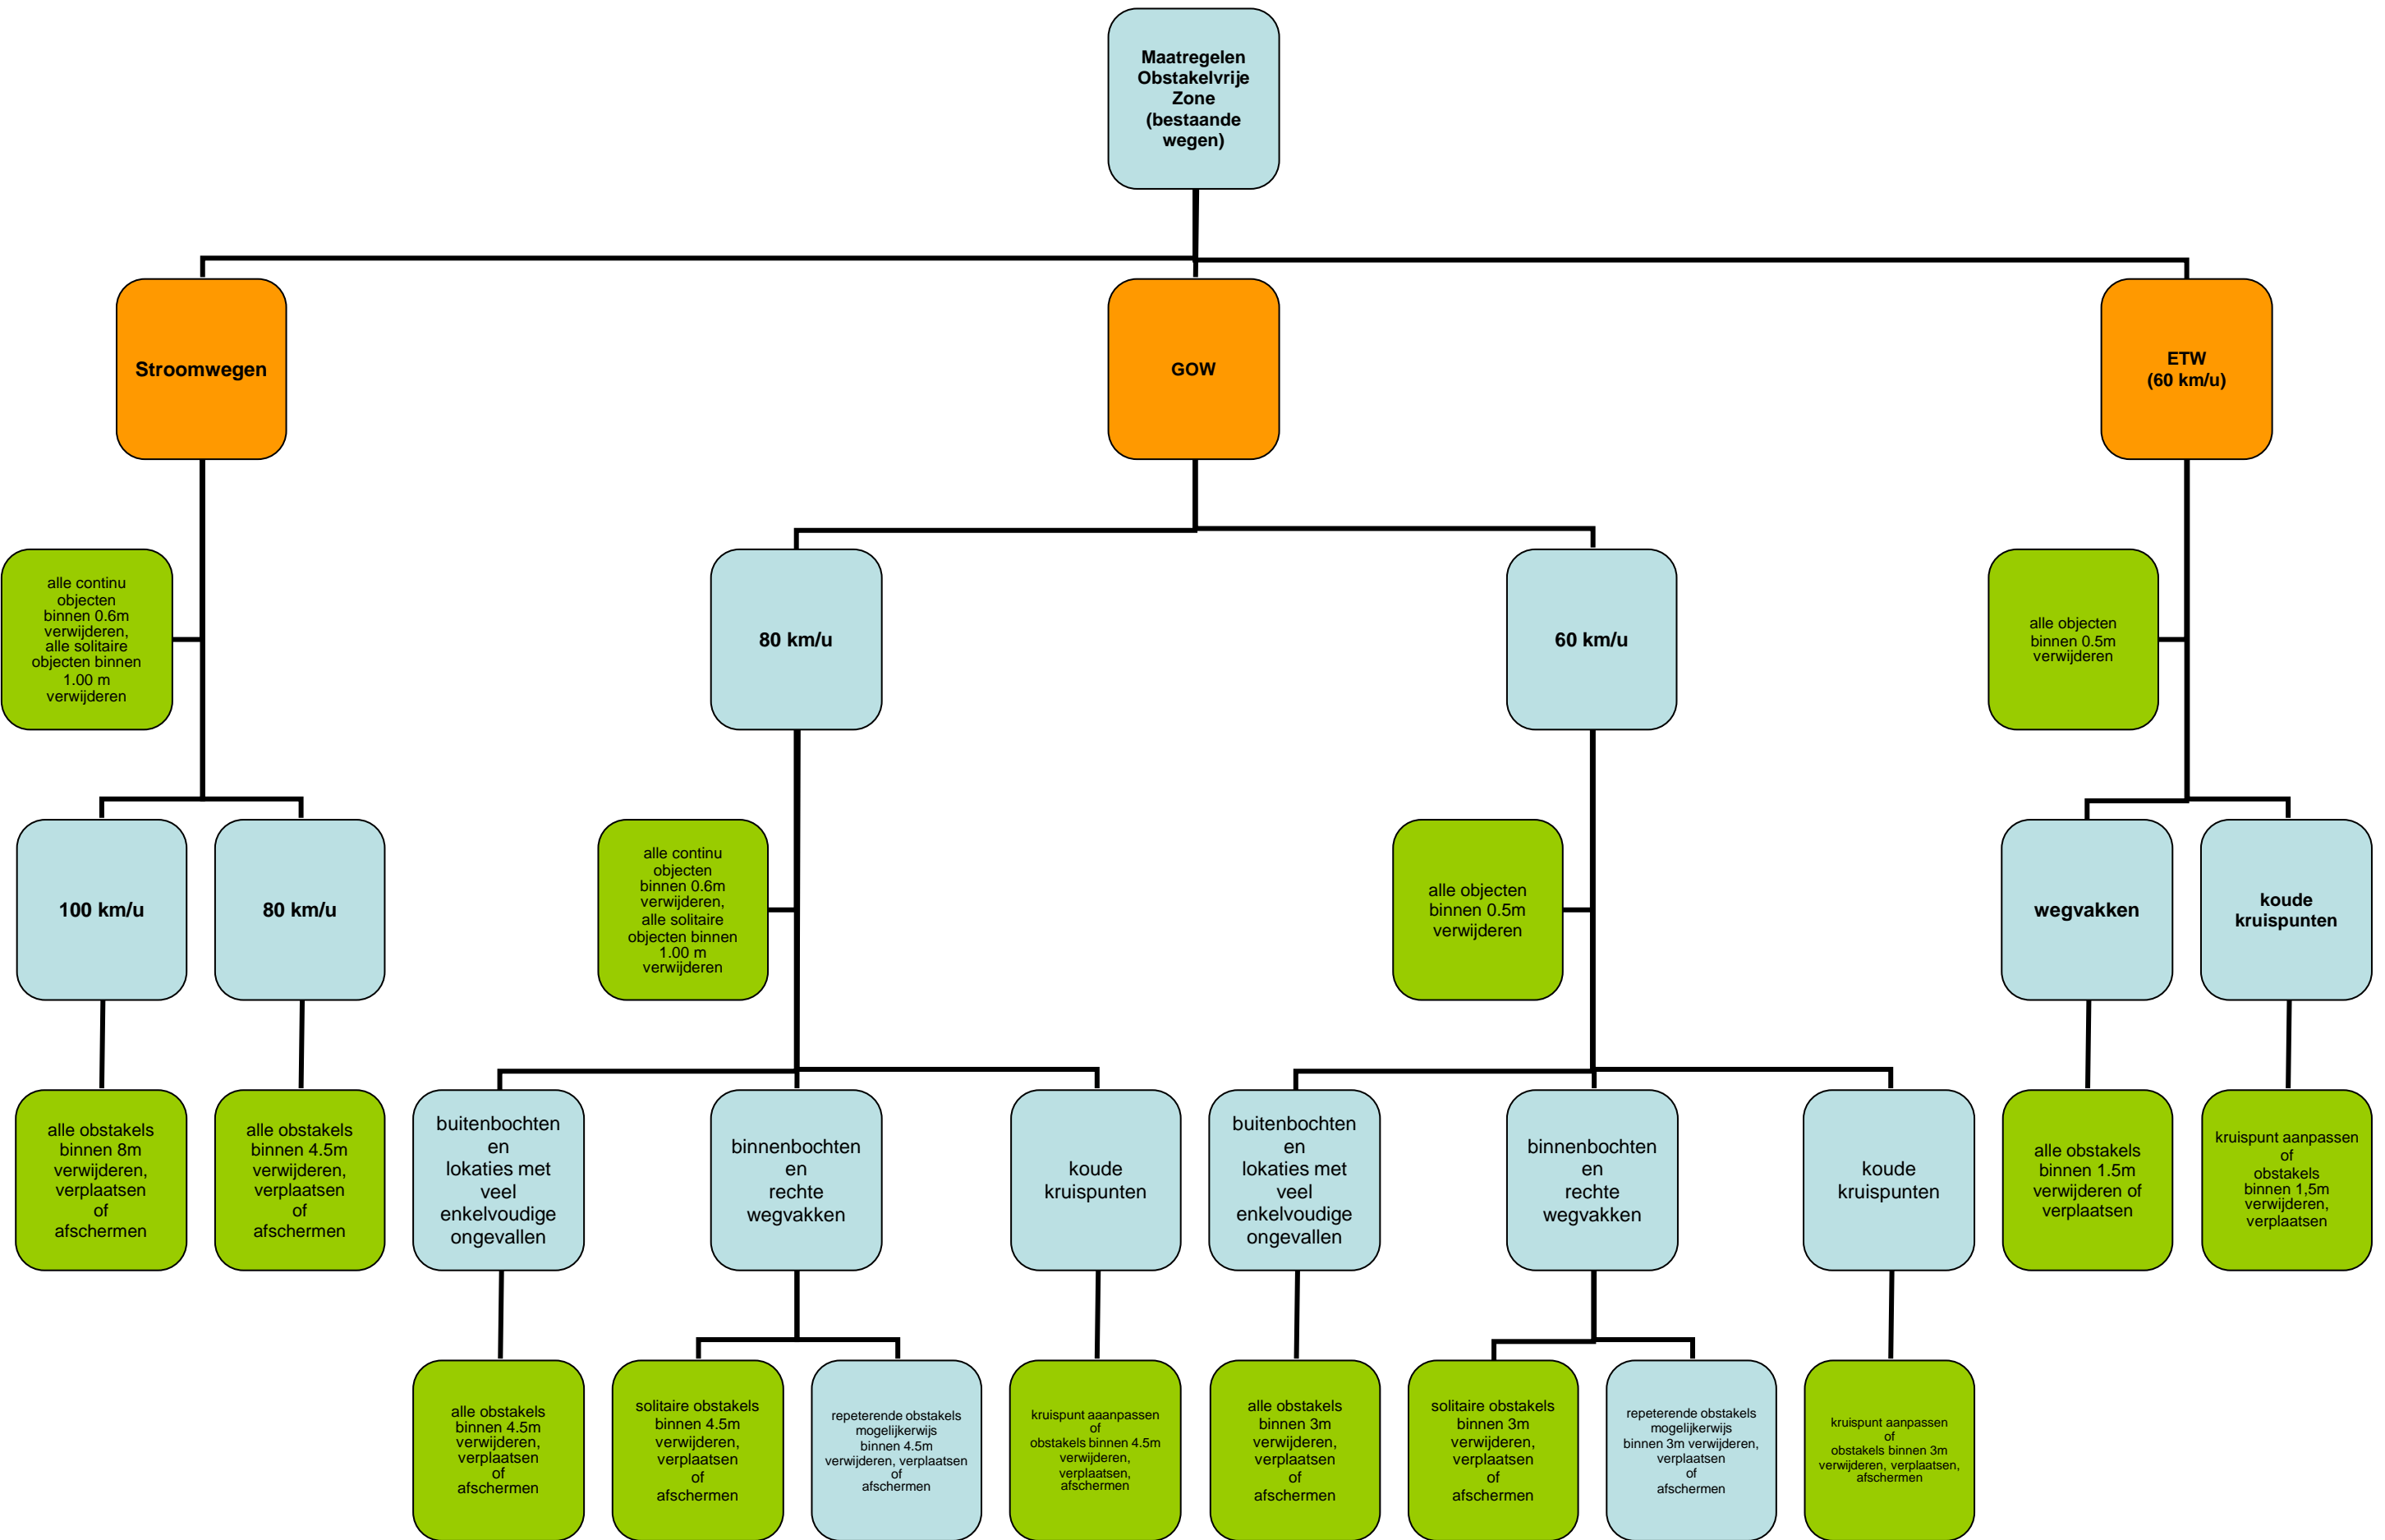 Maatregelen
Obstakelvrije
Zone
(bestaande
wegen)
Stroomwegen
GOW
ETW
(60 km/u)
alle continu
objecten
binnen 0.6m
verwijderen,
alle solitaire
objecten binnen
1.00 m
verwijderen
80 km/u
60 km/u
alle objecten
binnen 0.5m
verwijderen
100 km/u
80 km/u
alle continu
objecten
binnen 0.6m
verwijderen,
alle solitaire
objecten binnen
1.00 m
verwijderen
alle objecten
binnen 0.5m
verwijderen
wegvakken
koude
kruispunten
alle obstakels
binnen 8m
verwijderen,
verplaatsen
of
afschermen
alle obstakels
binnen 4.5m
verwijderen,
verplaatsen
of
afschermen
buitenbochten
en
lokaties met
veel
enkelvoudige
ongevallen
binnenbochten
en
rechte
wegvakken
koude
kruispunten
buitenbochten
en
lokaties met
veel
enkelvoudige
ongevallen
binnenbochten
en
rechte
wegvakken
koude
kruispunten
alle obstakels
binnen 1.5m
verwijderen of
verplaatsen
kruispunt aanpassen
of
obstakels
binnen 1,5m
verwijderen,
verplaatsen
alle obstakels
binnen 4.5m
verwijderen,
verplaatsen
of
afschermen
solitaire obstakels
binnen 4.5m
verwijderen,
verplaatsen
of
afschermen
repeterende obstakels
mogelijkerwijs
binnen 4.5m
verwijderen, verplaatsen
of
afschermen
kruispunt aaanpassen
of
obstakels binnen 4.5m
verwijderen,
verplaatsen,
afschermen
alle obstakels
binnen 3m
verwijderen,
verplaatsen
of
afschermen
solitaire obstakels
binnen 3m
verwijderen,
verplaatsen
of
afschermen
repeterende obstakels
mogelijkerwijs
binnen 3m verwijderen,
verplaatsen
of
afschermen
kruispunt aanpassen
of
obstakels binnen 3m
verwijderen, verplaatsen,
afschermen